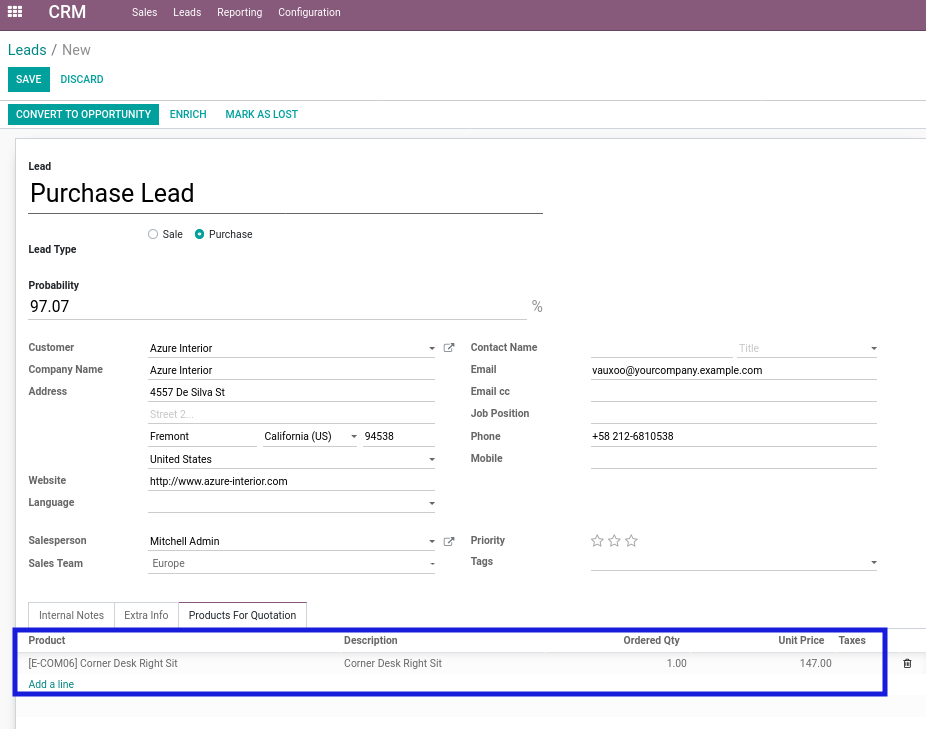 CRM Sales Leads Reporting Configuration
Leads / New
SAVE DISCARD
CONVERT TO OPPORTUNITY ENRICH MARK AS LOST
Lead
Purchase Lead
Sale Purchase
Lead Type
Probability
97.07 %
Customer Azure Interior Contact Name Title
Company Name Azure Interior Email vauxoo@yourcompany.example.com
Address 4557 De Silva St Email cc
Street 2... Job Position
Fremont California (US) 94538 Phone +58 212-6810538
United States Mobile
Website http://www.azure-interior.com
Language
Salesperson Mitchell Admin Priority
Sales Team Europe Tags
Internal Notes Extra Info Products For Quotation
Product Description Ordered Qty Unit Price Taxes
[E-COM06] Corner Desk Right Sit Corner Desk Right Sit 1.00 147.00
Add a line